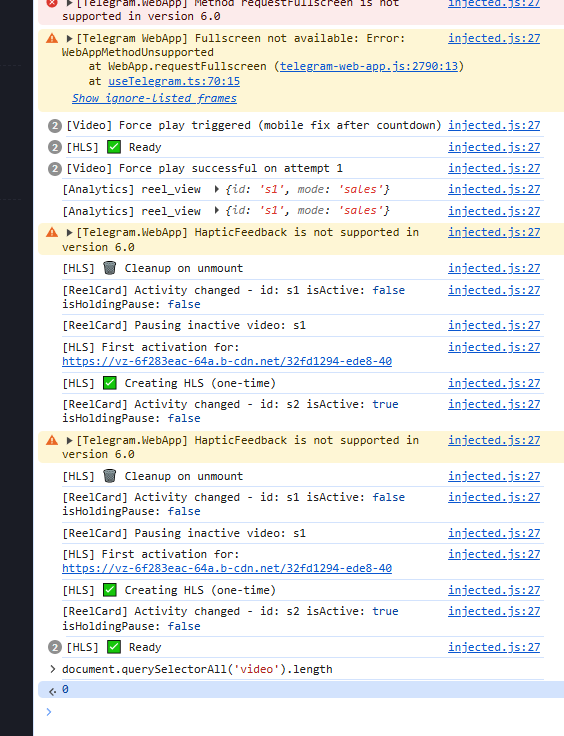 [Telegram.WebApp] Method requestFullscreen is not injected.js:27
supported in version 6.0
[Telegram WebApp] Fullscreen not available: Error: injected.js:27
WebAppMethodUnsupported
at WebApp.requestFullscreen (telegram-web-app.js:2790:13)
at useTelegram.ts:70:15
Show ignore-listed frames
2 [Video] Force play triggered (mobile fix after countdown) injected.js:27
2 [HLS] ✅ Ready injected.js:27
2 [Video] Force play successful on attempt 1 injected.js:27
[Analytics] reel_view {id: 's1', mode: 'sales'} injected.js:27
[Analytics] reel_view {id: 's1', mode: 'sales'} injected.js:27
[Telegram.WebApp] HapticFeedback is not supported in injected.js:27
version 6.0
[HLS] 🗑️ Cleanup on unmount injected.js:27
[ReelCard] Activity changed - id: s1 isActive: false injected.js:27
isHoldingPause: false
[ReelCard] Pausing inactive video: s1 injected.js:27
[HLS] First activation for: injected.js:27
https://vz-6f283eac-64a.b-cdn.net/32fd1294-ede8-40
[HLS] ✅ Creating HLS (one-time) injected.js:27
[ReelCard] Activity changed - id: s2 isActive: true injected.js:27
isHoldingPause: false
[Telegram.WebApp] HapticFeedback is not supported in injected.js:27
version 6.0
[HLS] 🗑️ Cleanup on unmount injected.js:27
[ReelCard] Activity changed - id: s1 isActive: false injected.js:27
isHoldingPause: false
[ReelCard] Pausing inactive video: s1 injected.js:27
[HLS] First activation for: injected.js:27
https://vz-6f283eac-64a.b-cdn.net/32fd1294-ede8-40
[HLS] ✅ Creating HLS (one-time) injected.js:27
[ReelCard] Activity changed - id: s2 isActive: true injected.js:27
isHoldingPause: false
2 [HLS] ✅ Ready injected.js:27
document.querySelectorAll('video').length
0